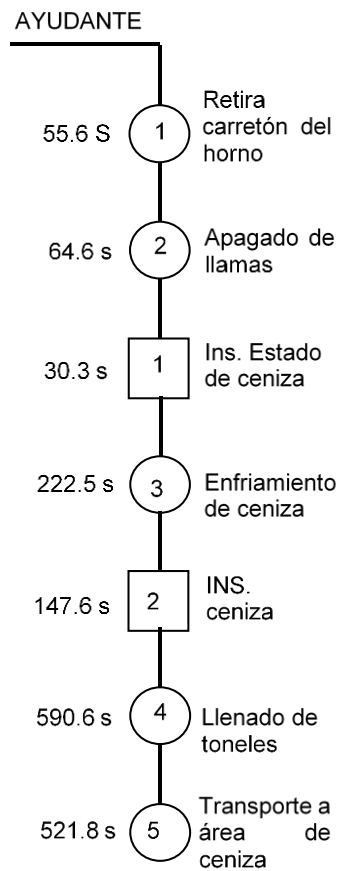 AYUDANTE
Retira
55.6 S
1
carretón del
horno
64.6 s
2
Apagado de
llamas
30.3 s
1
Ins. Estado
de ceniza
222.5 s
3
Enfriamiento
de ceniza
147.6 s
2
INS.
ceniza
590.6 s
4
Llenado de
toneles
521.8 s
5
Transporte a
área de
ceniza